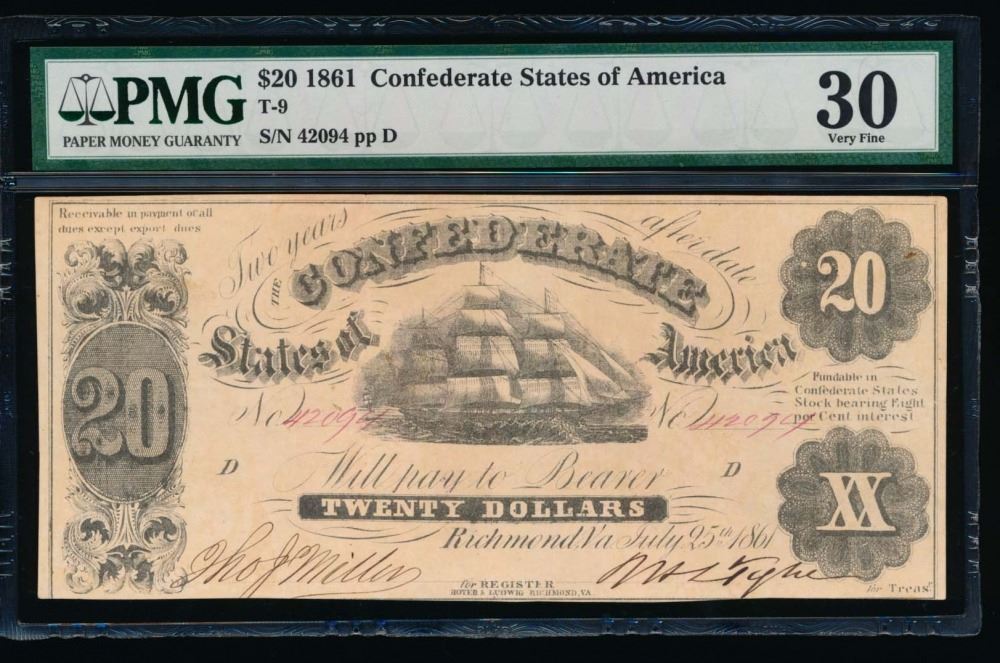 PMG
PAPER MONEY GUARANTY
$20 1861 Confederate States of America
T-9
S/N 42094 pp D
30
Very Fine
Receivable in payment of all
dues except export dues
Two years after date
THE CONFEDERATE
States of America
20
20
Fundable in
Confederate States
Stock bearing Eight
per Cent interest
No. 42094 No. 42094
D D
Will pay to Bearer
TWENTY DOLLARS
XX
Richmond, Va July 25th 1861
Tho J Miller
for REGISTER
HOYER & LUDWIG RICHMOND, VA
for Treasr